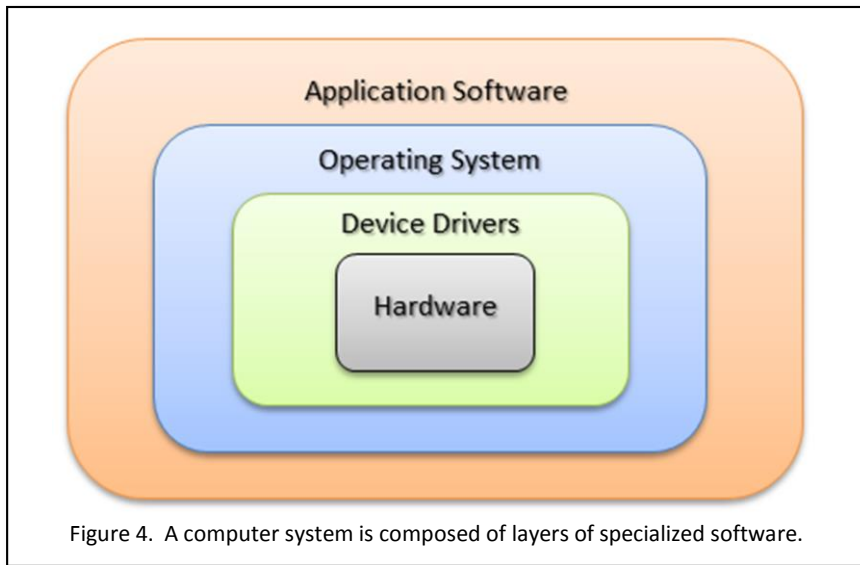 Application Software
Operating System
Device Drivers
Hardware
Figure 4.  A computer system is composed of layers of specialized software.